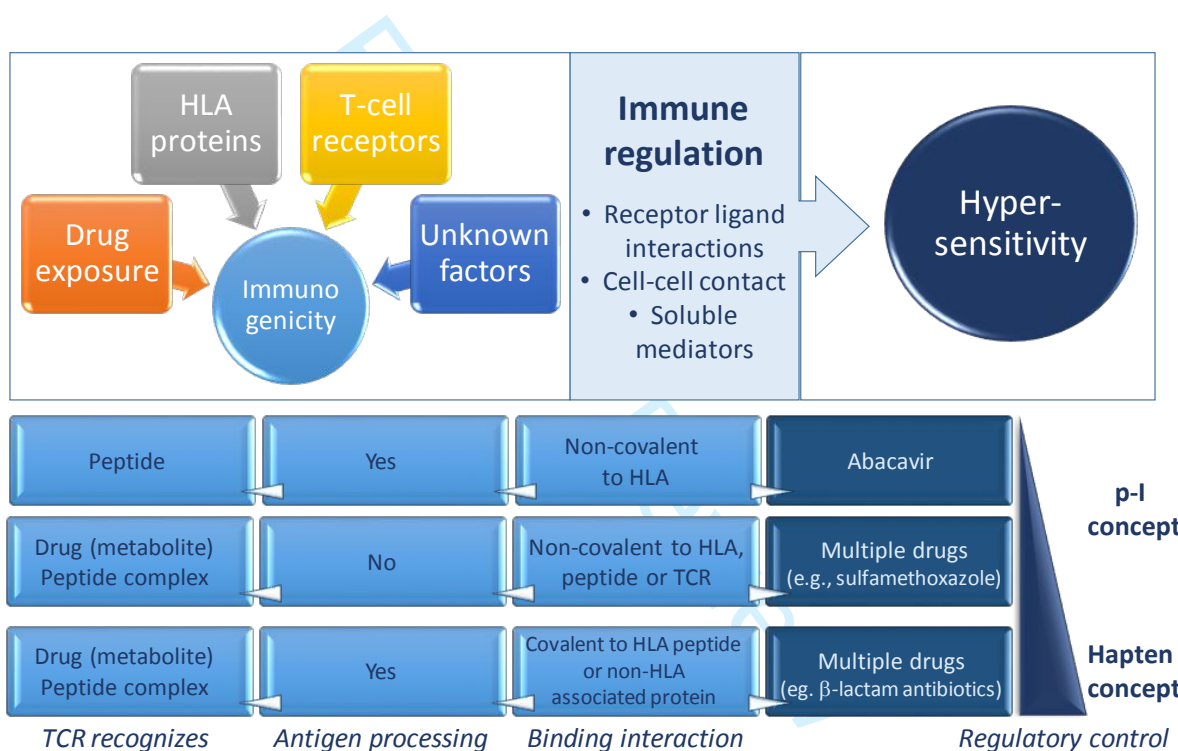 HLA
proteins
T-cell
receptors
Drug
exposure
Unknown
factors
Immuno
genicity
Immune
regulation
• Receptor ligand
interactions
• Cell-cell contact
• Soluble
mediators
Hyper-
sensitivity
Peptide
Yes
Non-covalent
to HLA
Abacavir
p-I
concept
Drug (metabolite)
Peptide complex
No
Non-covalent to HLA,
peptide or TCR
Multiple drugs
(e.g., sulfamethoxazole)
Drug (metabolite)
Peptide complex
Yes
Covalent to HLA peptide
or non-HLA
associated protein
Multiple drugs
(eg. β-lactam antibiotics)
Hapten
concept
TCR recognizes
Antigen processing
Binding interaction
Regulatory control